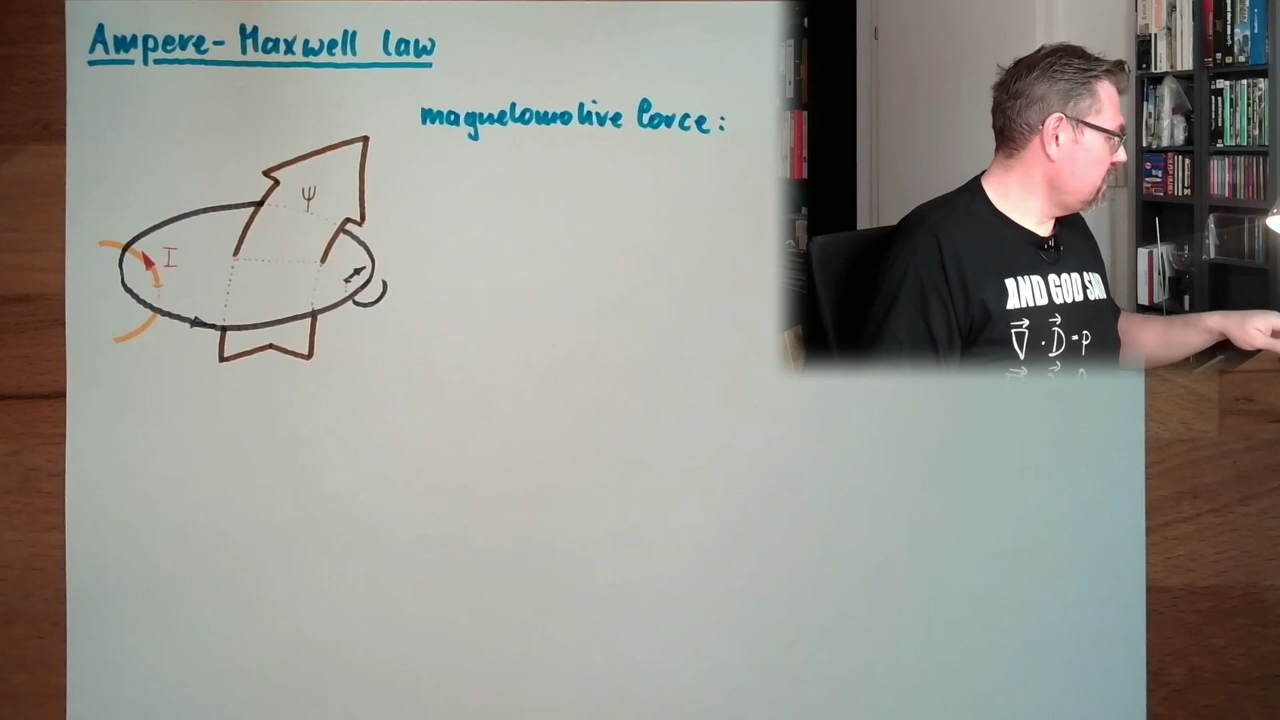 Ampere-Maxwell law
magnetomotive force:
Ψ
I
AND GOD SAID
∇⃗ · D⃗ = ρ